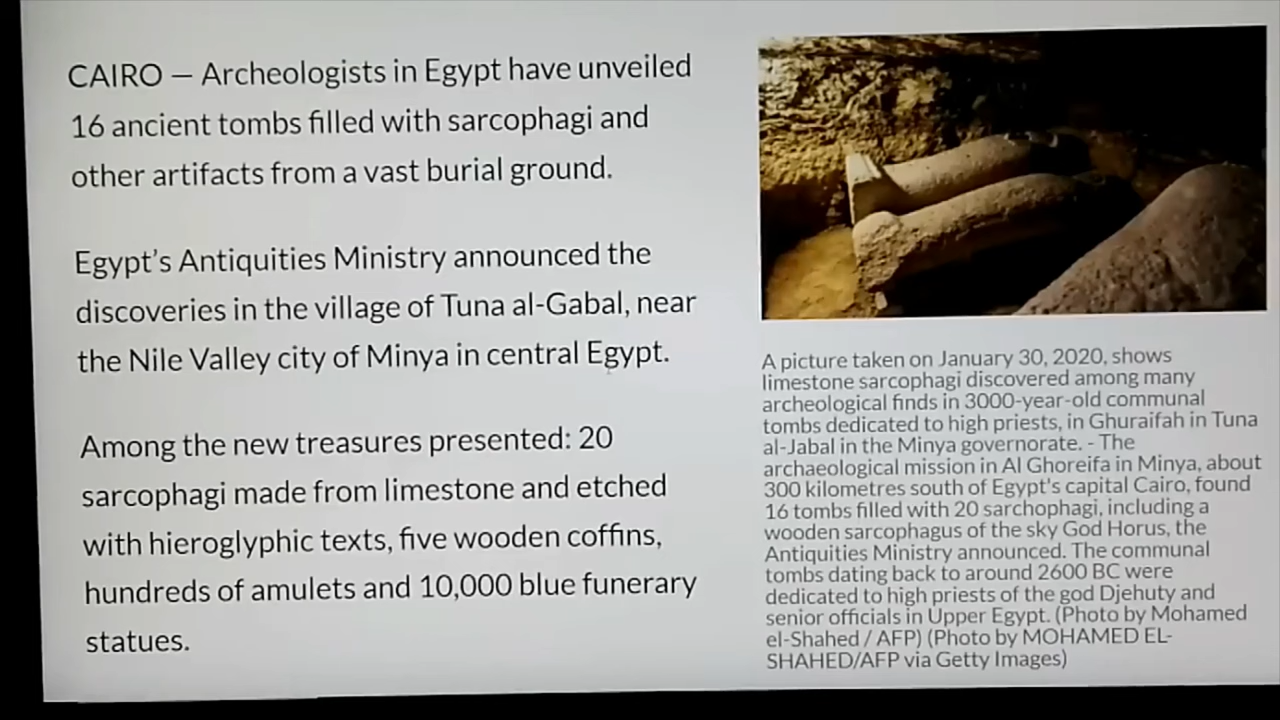 CAIRO — Archeologists in Egypt have unveiled
16 ancient tombs filled with sarcophagi and
other artifacts from a vast burial ground.
Egypt's Antiquities Ministry announced the
discoveries in the village of Tuna al-Gabal, near
the Nile Valley city of Minya in central Egypt.
Among the new treasures presented: 20
sarcophagi made from limestone and etched
with hieroglyphic texts, five wooden coffins,
hundreds of amulets and 10,000 blue funerary
statues.
A picture taken on January 30, 2020, shows
limestone sarcophagi discovered among many
archeological finds in 3000-year-old communal
tombs dedicated to high priests, in Ghuraifah in Tuna
al-Jabal in the Minya governorate. - The
archaeological mission in Al Ghoreifa in Minya, about
300 kilometres south of Egypt's capital Cairo, found
16 tombs filled with 20 sarchophagi, including a
wooden sarcophagus of the sky God Horus, the
Antiquities Ministry announced. The communal
tombs dating back to around 2600 BC were
dedicated to high priests of the god Djehuty and
senior officials in Upper Egypt. (Photo by Mohamed
el-Shahed / AFP) (Photo by MOHAMED EL-
SHAHED/AFP via Getty Images)